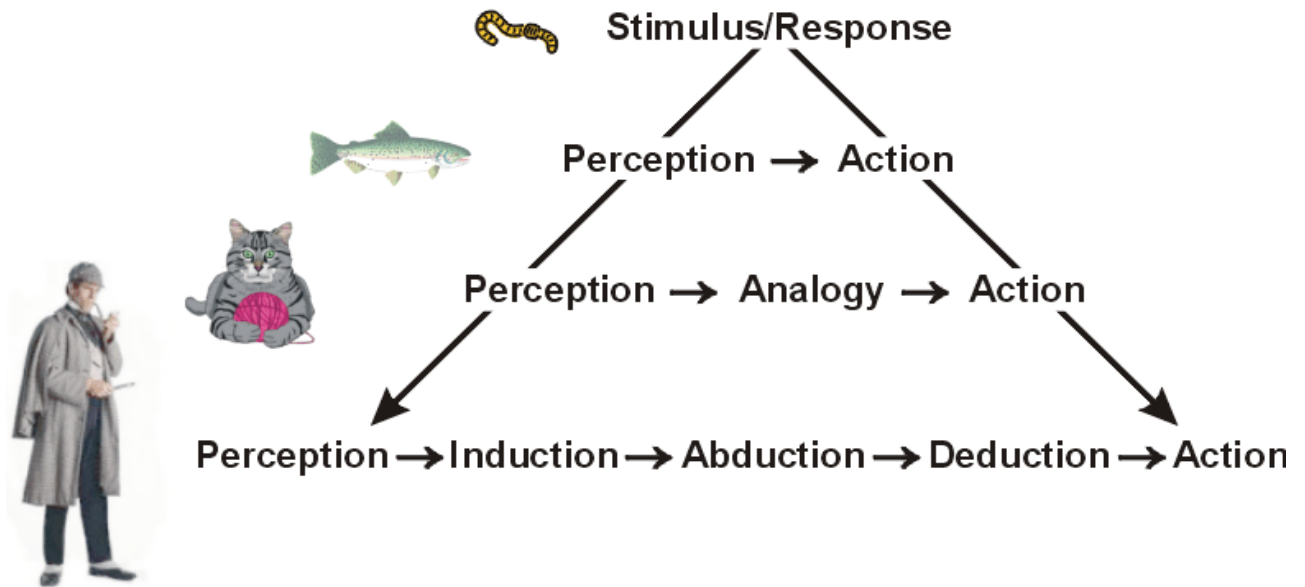 Stimulus/Response
Perception → Action
Perception → Analogy → Action
Perception → Induction → Abduction → Deduction → Action